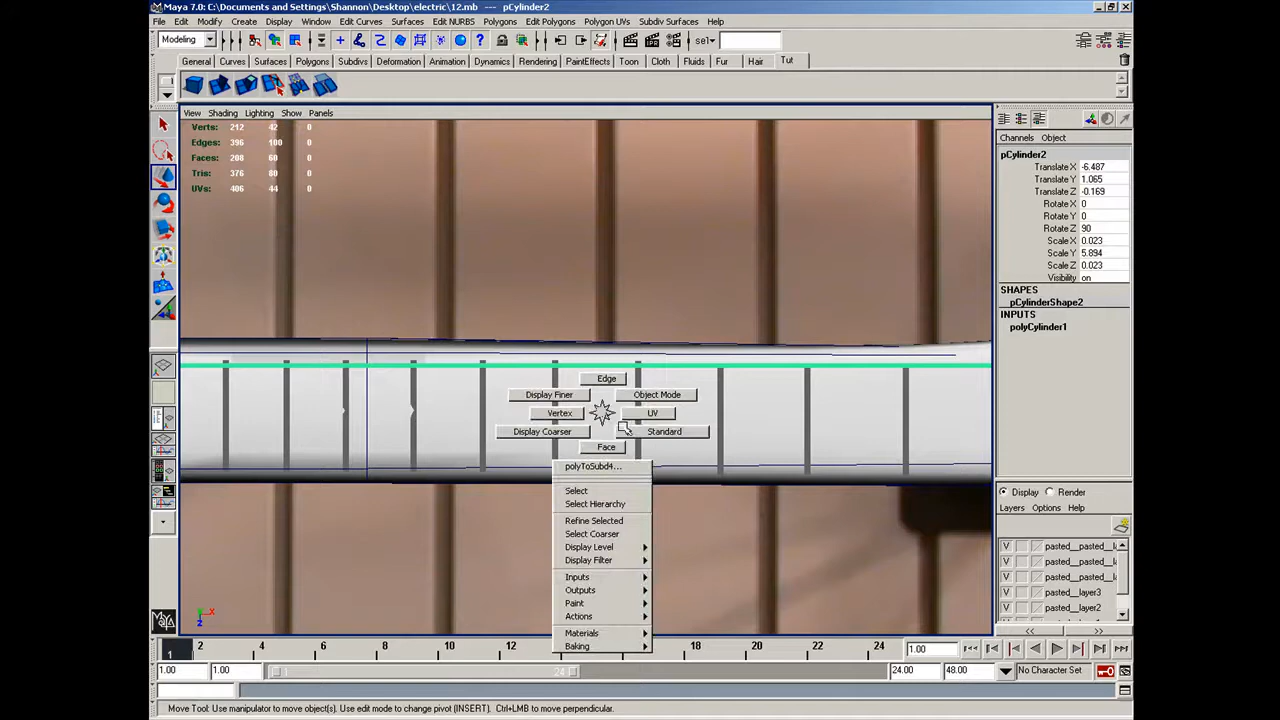 Maya 7.0: C:\Documents and Settings\Shannon\Desktop\electric\12.mb --- pCylinder2
File Edit Modify Create Display Window Edit Curves Surfaces Edit NURBS Polygons Edit Polygons Polygon UVs Subdiv Surfaces Help
Modeling sel
General Curves Surfaces Polygons Subdivs Deformation Animation Dynamics Rendering PaintEffects Toon Cloth Fluids Fur Hair Tut
View Shading Lighting Show Panels
Channels Object
Verts: 212 42 0
Edges: 396 100 0
Faces: 208 60 0
Tris: 376 80 0
UVs: 406 44 0
pCylinder2
Translate X -6.487
Translate Y 1.065
Translate Z -0.169
Rotate X 0
Rotate Y 0
Rotate Z 90
Scale X 0.023
Scale Y 5.894
Scale Z 0.023
Visibility on
SHAPES
pCylinderShape2
INPUTS
polyCylinder1
Edge
Display Finer Object Mode
Vertex UV
Display Coarser Standard
Face
polyToSubd4...
Select
Select Hierarchy
Refine Selected
Select Coarser
Display Level
Display Filter
Inputs
Outputs
Paint
Actions
Materials
Baking
Display Render
Layers Options Help
V pasted__pasted__la
V pasted__pasted__la
V pasted__pasted__la
V pasted__layer3
V pasted__layer2
1 2 4 6 8 10 12 14 16 18 20 22 24 1.00
1.00 1.00 24 24.00 48.00 No Character Set
Move Tool: Use manipulator to move object(s). Use edit mode to change pivot (INSERT). Ctrl+LMB to move perpendicular.